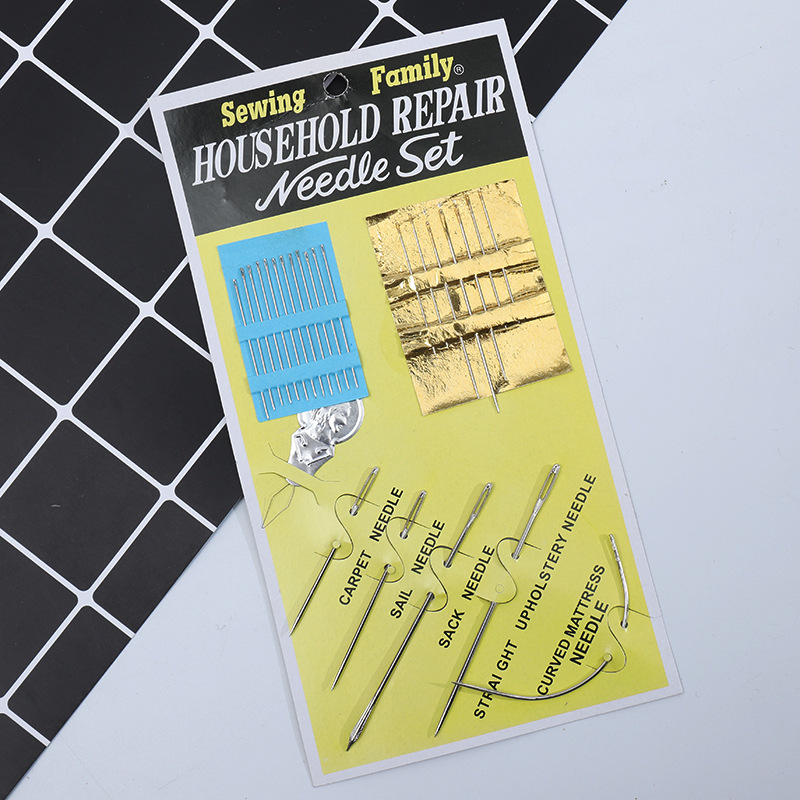 Sewing Family®
HOUSEHOLD REPAIR
Needle Set
CARPET NEEDLE
SAIL NEEDLE
SACK NEEDLE
STRAIGHT UPHOLSTERY NEEDLE
CURVED MATTRESS
NEEDLE